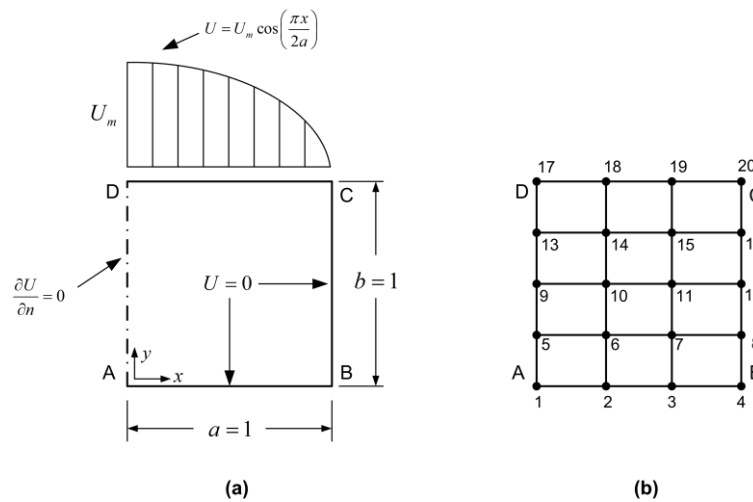 U = U_m cos(πx/2a)
U_m
D
C
∂U/∂n = 0
U = 0
b = 1
A
y
x
B
a = 1
(a)
17 18 19 20
D
13 14 15
9 10 11
5 6 7
A
1 2 3 4
(b)